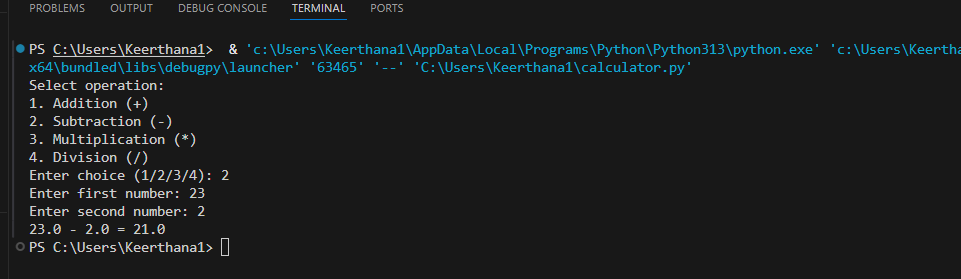 PROBLEMS OUTPUT DEBUG CONSOLE TERMINAL PORTS
PS C:\Users\Keerthana1>  & 'c:\Users\Keerthana1\AppData\Local\Programs\Python\Python313\python.exe' 'c:\Users\Keertha
x64\bundled\libs\debugpy\launcher' '63465' '--' 'C:\Users\Keerthana1\calculator.py'
Select operation:
1. Addition (+)
2. Subtraction (-)
3. Multiplication (*)
4. Division (/)
Enter choice (1/2/3/4): 2
Enter first number: 23
Enter second number: 2
23.0 - 2.0 = 21.0
PS C:\Users\Keerthana1>